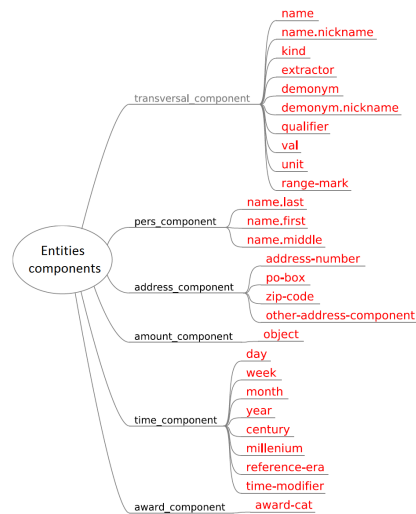 Entities
components
transversal_component
name
name.nickname
kind
extractor
demonym
demonym.nickname
qualifier
val
unit
range-mark
pers_component
name.last
name.first
name.middle
address_component
address-number
po-box
zip-code
other-address-component
amount_component
object
time_component
day
week
month
year
century
millenium
reference-era
time-modifier
award_component
award-cat